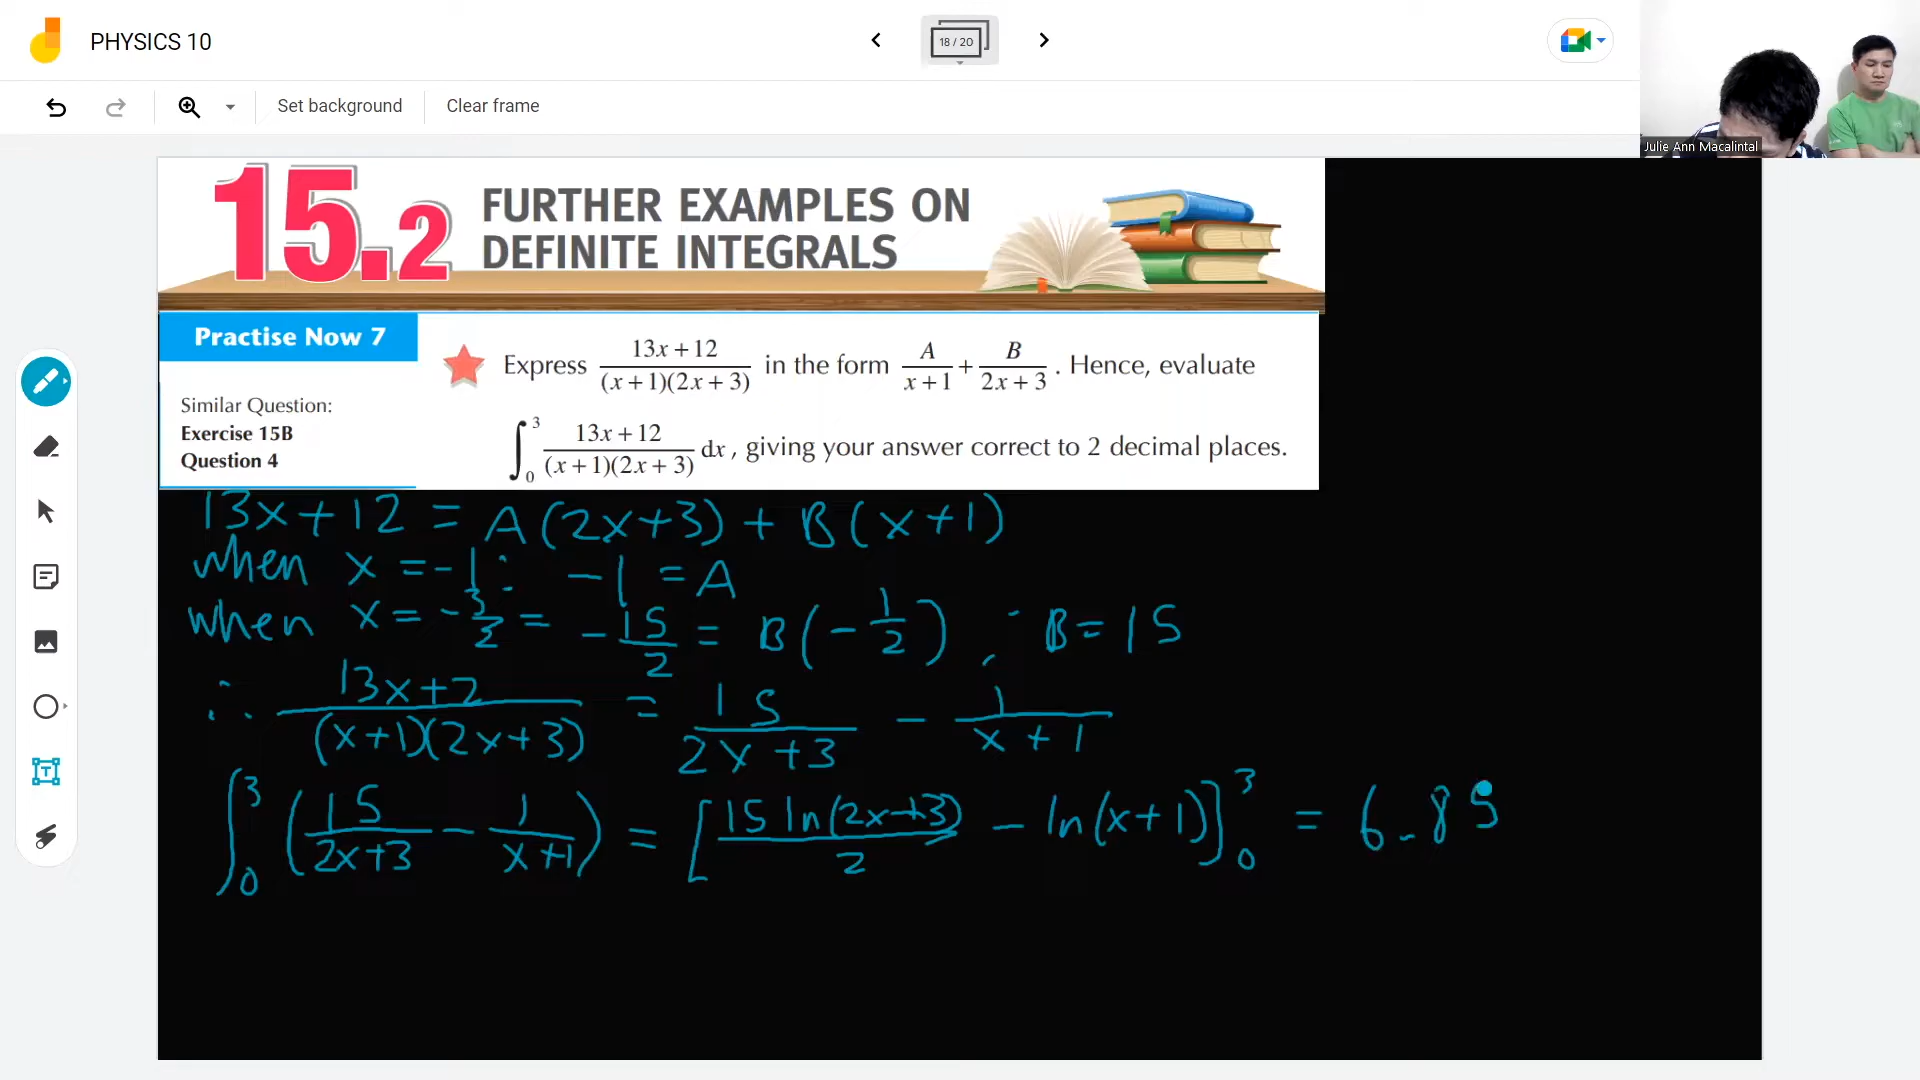 PHYSICS 10
18 / 20
Set background
Clear frame
Julie Ann Macalintal
15.2 FURTHER EXAMPLES ON
DEFINITE INTEGRALS
Practise Now 7
Similar Question:
Exercise 15B
Question 4
Express (13x + 12)/((x + 1)(2x + 3)) in the form A/(x + 1) + B/(2x + 3). Hence, evaluate
∫₀³ (13x + 12)/((x + 1)(2x + 3)) dx, giving your answer correct to 2 decimal places.
13x + 12 = A(2x+3) + B(x+1)
when x = -1: -1 = A
when x = -3/2 = -15/2 = B(-1/2) ∴ B = 15
∴ (13x+2)/((x+1)(2x+3)) = 15/(2x+3) - 1/(x+1)
∫₀³ (15/(2x+3) - 1/(x+1)) = [15 ln(2x+3)/2 - ln(x+1)]₀³ = 6.85